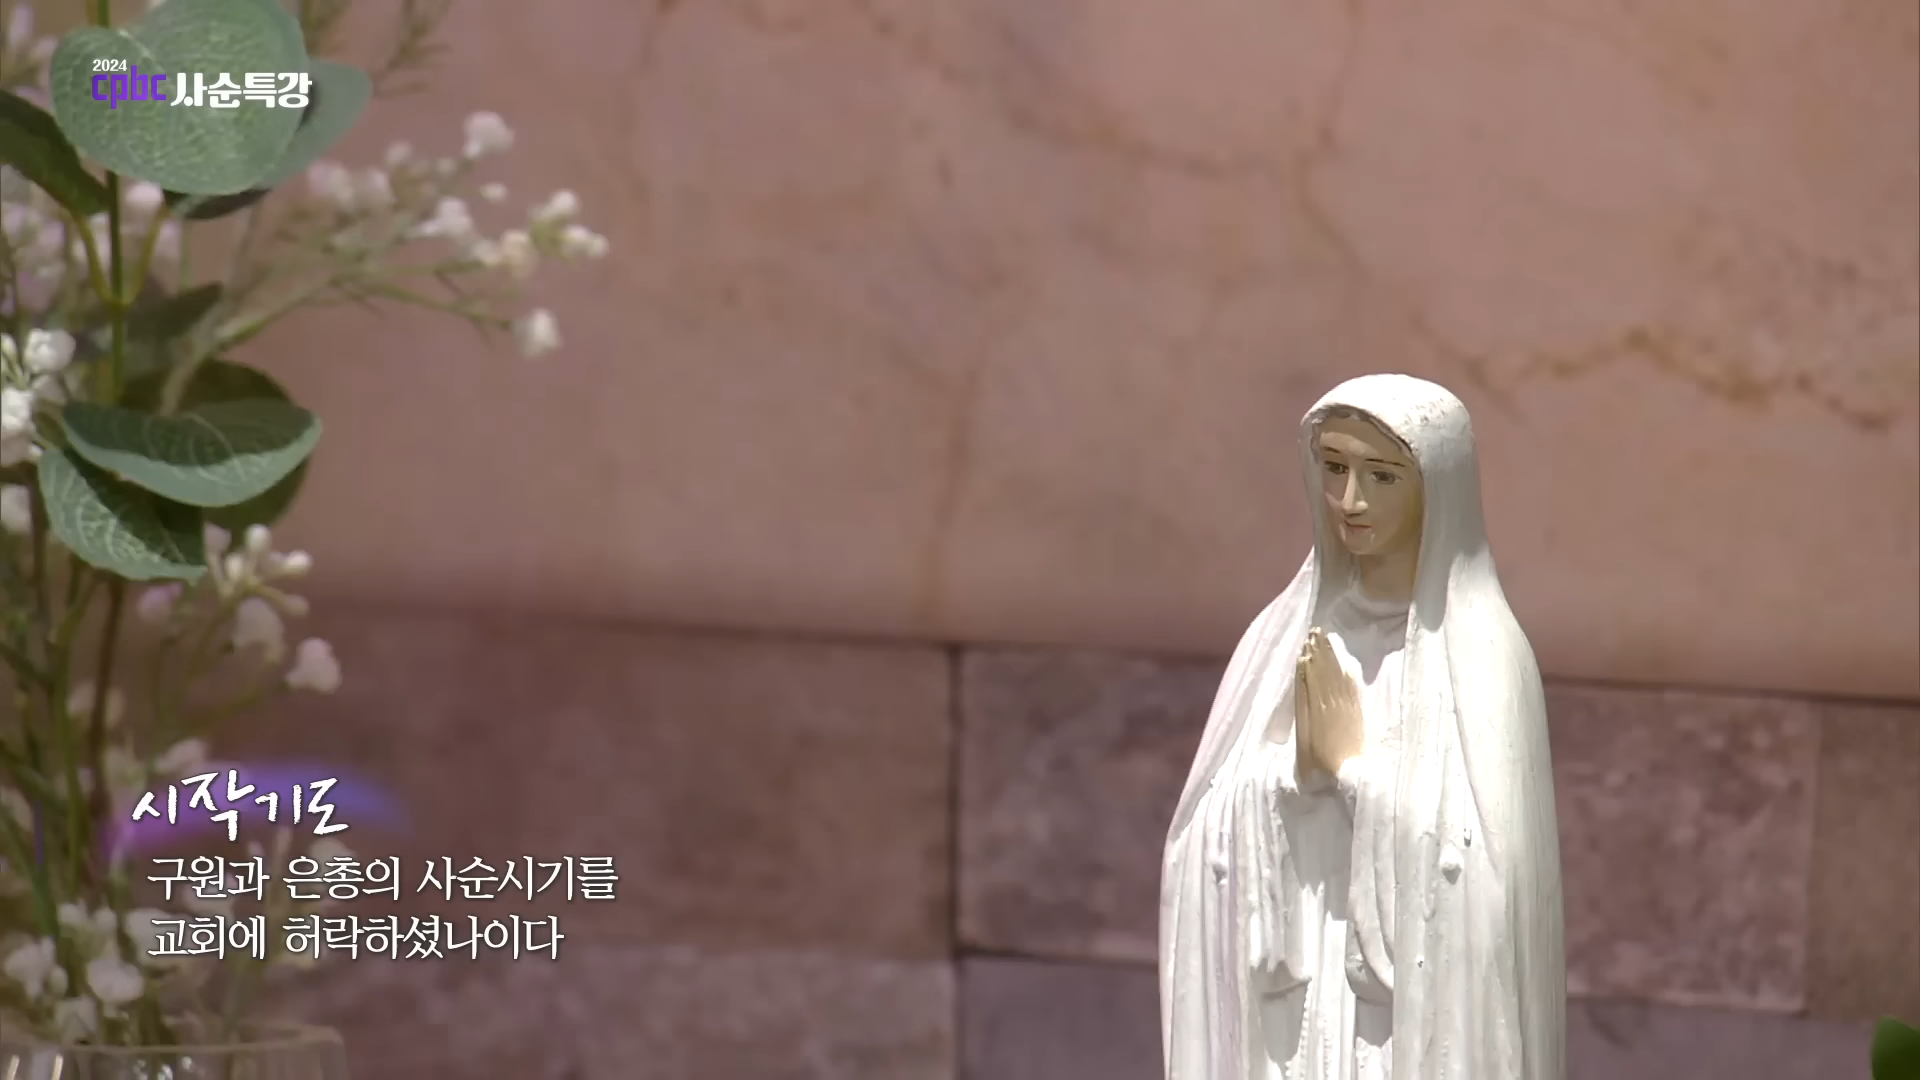 2024
cpbc 사순특강
시작기도
구원과 은총의 사순시기를
교회에 허락하셨나이다